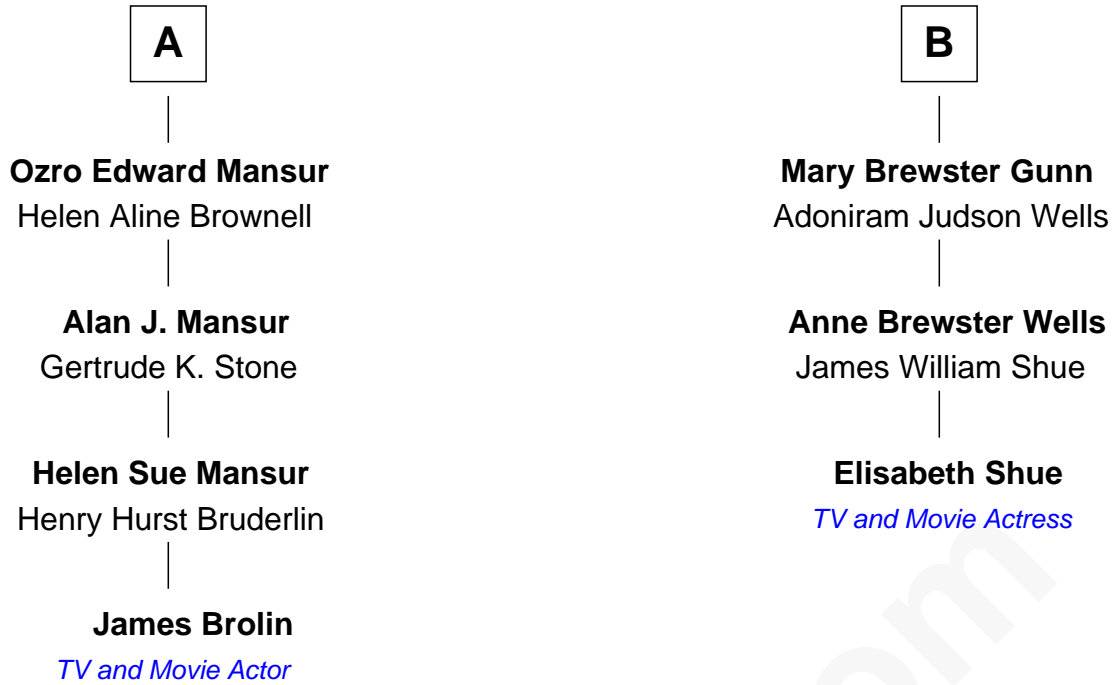 A
Ozro Edward Mansur
Helen Aline Brownell
Alan J. Mansur
Gertrude K. Stone
Helen Sue Mansur
Henry Hurst Bruderlin
James Brolin
TV and Movie Actor
B
Mary Brewster Gunn
Adoniram Judson Wells
Anne Brewster Wells
James William Shue
Elisabeth Shue
TV and Movie Actress
om